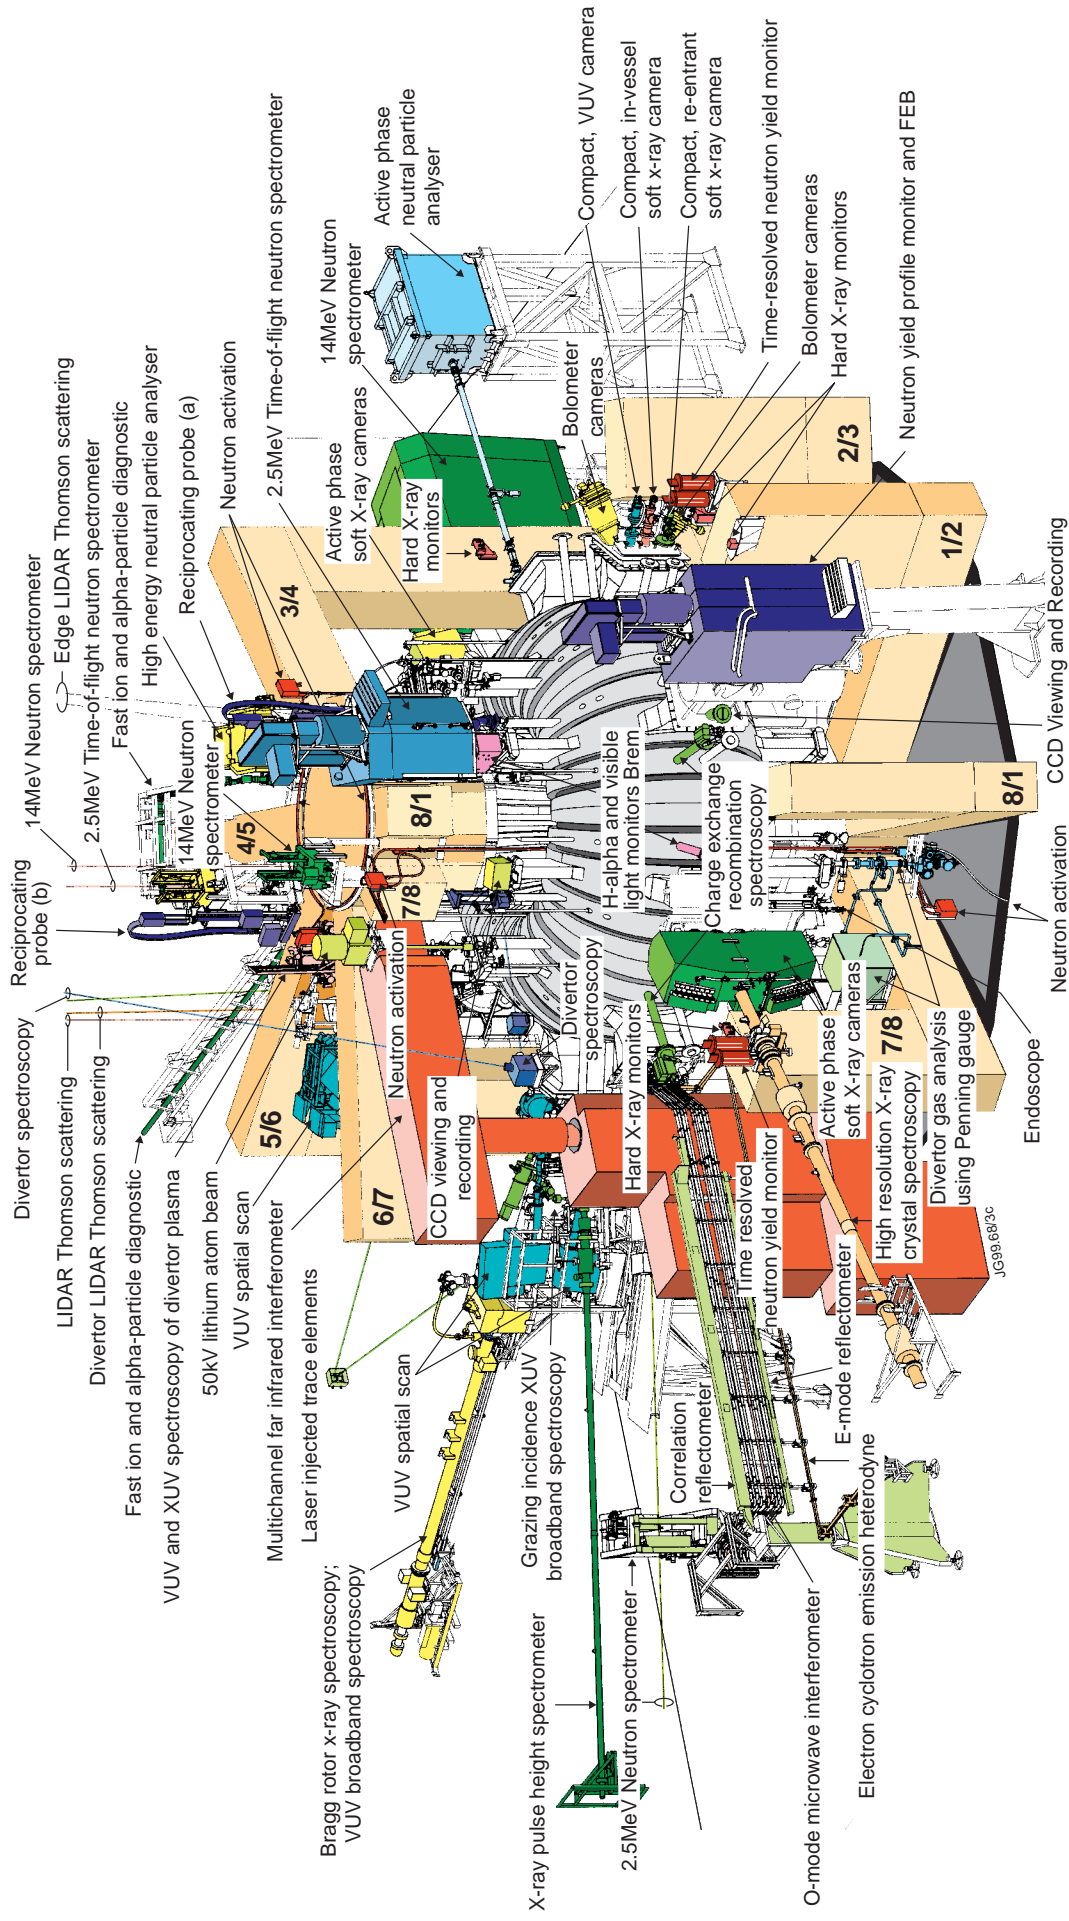 Divertor spectroscopy
LIDAR Thomson scattering
Divertor LIDAR Thomson scattering
Fast ion and alpha-particle diagnostic
VUV and XUV spectroscopy of divertor plasma
50kV lithium atom beam
VUV spatial scan
Multichannel far infrared interferometer
Laser injected trace elements
Bragg rotor x-ray spectroscopy;
VUV broadband spectroscopy
VUV spatial scan
Grazing incidence XUV
broadband spectroscopy
X-ray pulse height spectrometer
2.5MeV Neutron spectrometer
Correlation
reflectometer
O-mode microwave interferometer
Electron cyclotron emission heterodyne
E-mode reflectometer
Reciprocating
probe (b)
14MeV Neutron spectrometer
Edge LIDAR Thomson scattering
2.5MeV Time-of-flight neutron spectrometer
Fast ion and alpha-particle diagnostic
High energy neutral particle analyser
Reciprocating probe (a)
Neutron activation
2.5MeV Time-of-flight neutron spectrometer
14MeV Neutron
spectrometer
14MeV Neutron
spectrometer
Active phase
neutral particle
analyser
Active phase
soft X-ray cameras
Hard X-ray
monitors
Bolometer
cameras
Compact, VUV camera
Compact, in-vessel
soft x-ray camera
Compact, re-entrant
soft x-ray camera
Time-resolved neutron yield monitor
Bolometer cameras
Hard X-ray monitors
Neutron yield profile monitor and FEB
3/4
4/5
5/6
6/7
7/8
8/1
2/3
1/2
8/1
7/8
Neutron activation
CCD viewing and
recording
Divertor
spectroscopy
Hard X-ray monitors
H-alpha and visible
light monitors Brem
Charge exchange
recombination
spectroscopy
Time resolved
neutron yield monitor
Active phase
soft X-ray cameras
High resolution X-ray
crystal spectroscopy
Divertor gas analysis
using Penning gauge
Endoscope
Neutron activation
CCD Viewing and Recording
JG99.68/3c